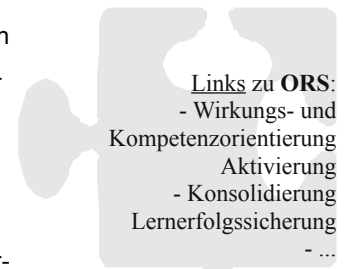 Links zu ORS:
- Wirkungs- und
Kompetenzorientierung
Aktivierung
- Konsolidierung
Lernerfolgssicherung
- ...